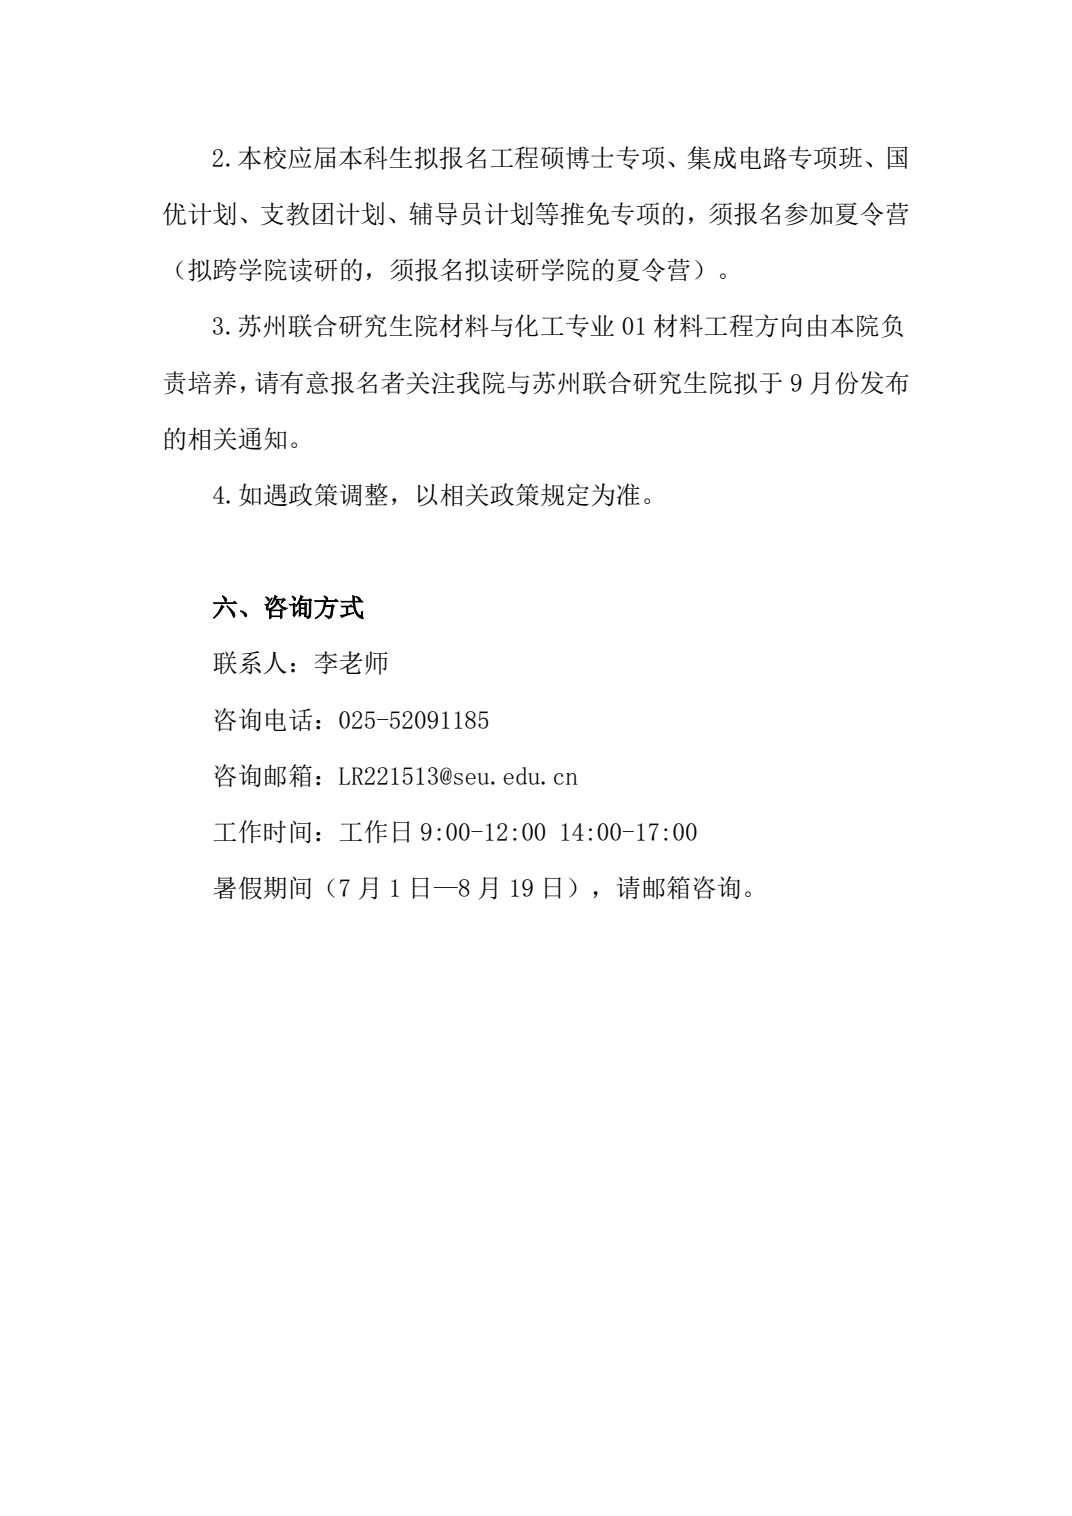 2.本校应届本科生拟报名工程硕博士专项、集成电路专项班、国
优计划、支教团计划、辅导员计划等推免专项的，须报名参加夏令营
（拟跨学院读研的，须报名拟读研学院的夏令营）。
3.苏州联合研究生院材料与化工专业 01 材料工程方向由本院负
责培养，请有意报名者关注我院与苏州联合研究生院拟于 9 月份发布
的相关通知。
4.如遇政策调整，以相关政策规定为准。
六、咨询方式
联系人：李老师
咨询电话：025-52091185
咨询邮箱：LR221513@seu.edu.cn
工作时间：工作日 9:00-12:00 14:00-17:00
暑假期间（7 月 1 日—8 月 19 日），请邮箱咨询。